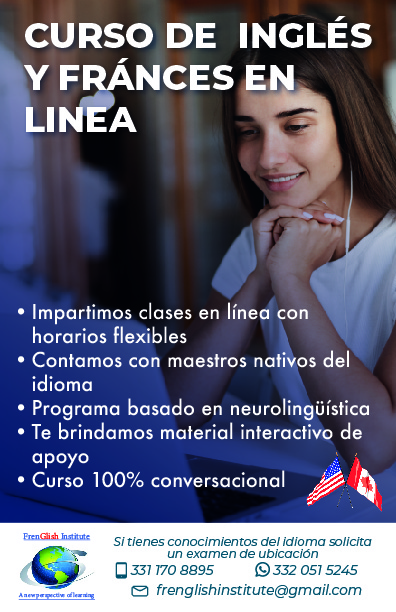 CURSO DE  INGLÉS
Y FRÁNCES EN
LINEA
• Impartimos clases en línea con
horarios flexibles
• Contamos con maestros nativos del
idioma
• Programa basado en neurolingüística
• Te brindamos material interactivo de
apoyo
• Curso 100% conversacional
FrenGlish Institute
A new perspective of learning
Si tienes conocimientos del idioma solicita
un examen de ubicación
331 170 8895
332 051 5245
frenglishinstitute@gmail.com